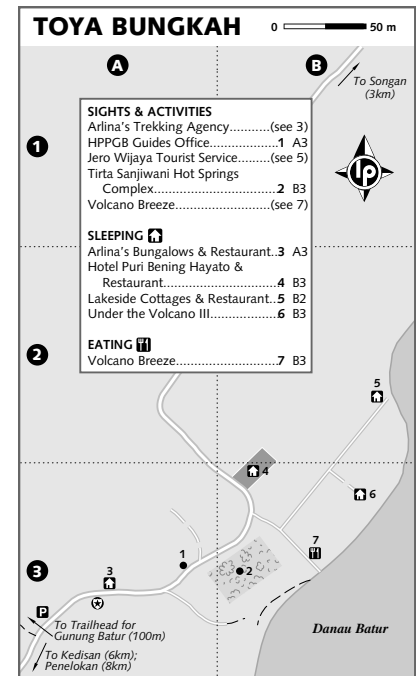 TOYA BUNGKAH
0 50 m
A B
To Songan
(3km)
1
lp
SIGHTS & ACTIVITIES
Arlina's Trekking Agency...........(see 3)
HPPGB Guides Office...................1 A3
Jero Wijaya Tourist Service........(see 5)
Tirta Sanjiwani Hot Springs
Complex..................................2 B3
Volcano Breeze..........................(see 7)
SLEEPING
Arlina's Bungalows & Restaurant..3 A3
Hotel Puri Bening Hayato &
Restaurant...............................4 B3
Lakeside Cottages & Restaurant..5 B2
Under the Volcano III...................6 B3
EATING
Volcano Breeze............................7 B3
2
5
4
6
7
1
2
3
3
P
To Trailhead for
Gunung Batur (100m)
To Kedisan (6km);
Penelokan (8km)
Danau Batur